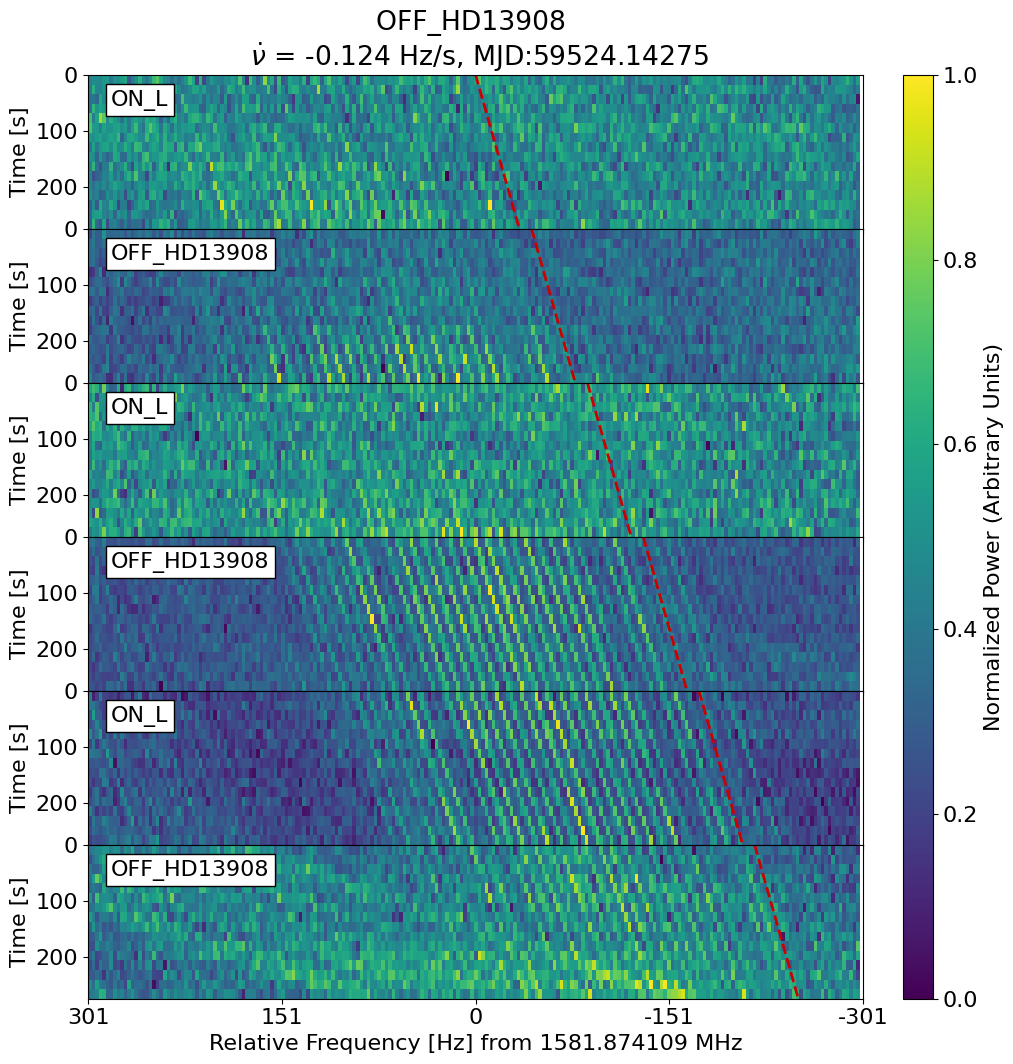 OFF_HD13908
ν̇ = -0.124 Hz/s, MJD:59524.14275
Time [s]
0
100
200
ON_L
Time [s]
0
100
200
OFF_HD13908
Time [s]
0
100
200
ON_L
Time [s]
0
100
200
OFF_HD13908
Time [s]
0
100
200
ON_L
Time [s]
0
100
200
OFF_HD13908
301 151 0 -151 -301
Relative Frequency [Hz] from 1581.874109 MHz
1.0
0.8
0.6
0.4
0.2
0.0
Normalized Power (Arbitrary Units)